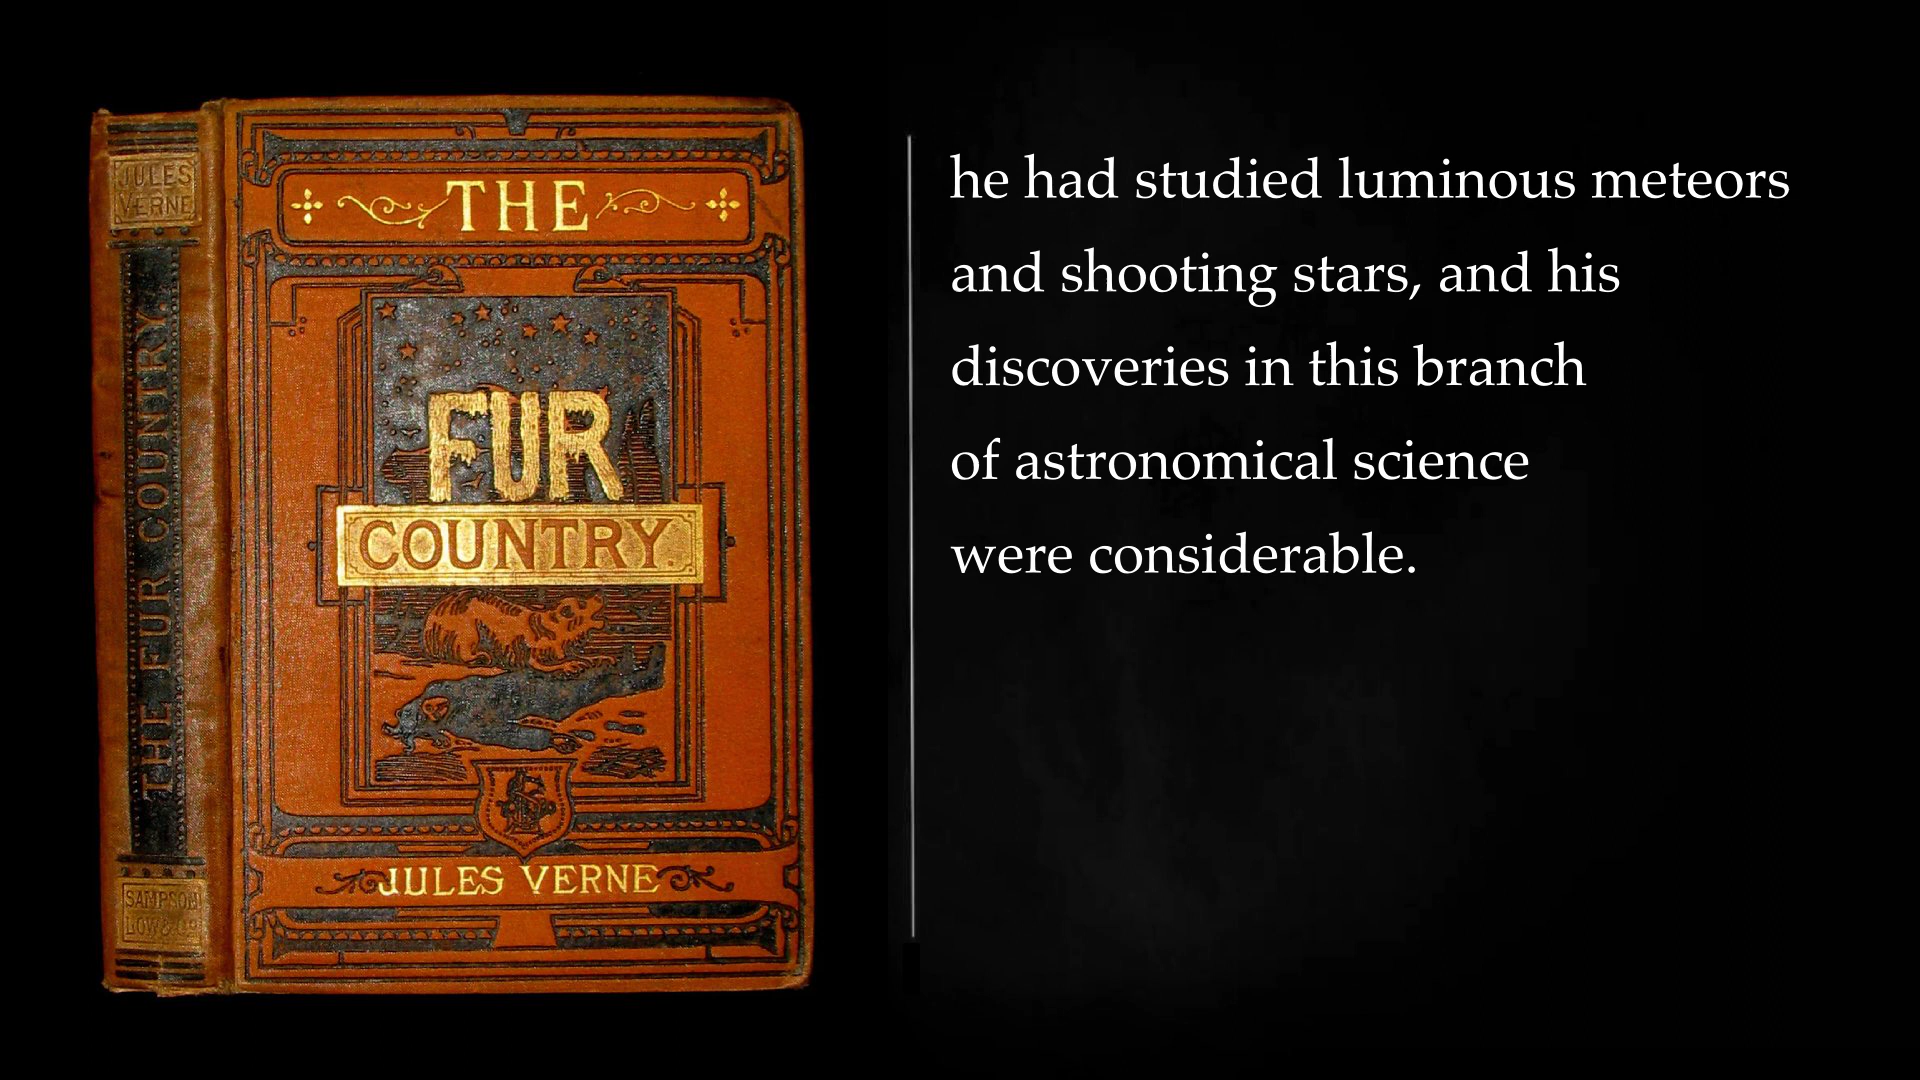 JULES
VERNE
THE FUR COUNTRY.
SAMPSON
LOW & Co
THE
FUR
COUNTRY.
JULES VERNE
he had studied luminous meteors
and shooting stars, and his
discoveries in this branch
of astronomical science
were considerable.